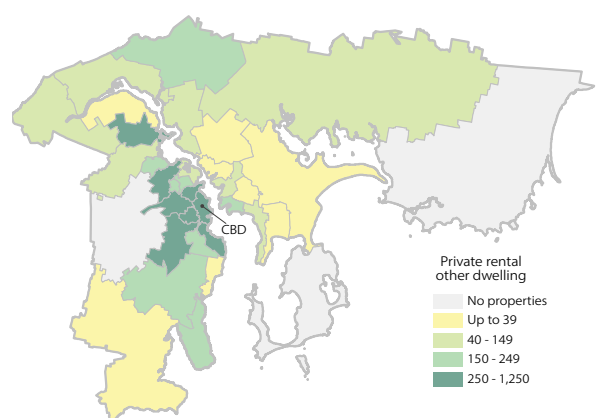 CBD
Private rental
other dwelling
No properties
Up to 39
40 - 149
150 - 249
250 - 1,250